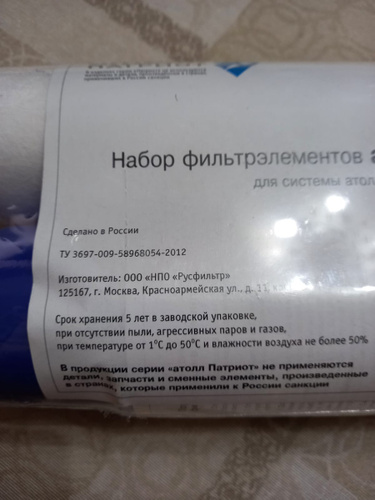 ПАТРИОТ
Набор фильтрэлементов
для системы атол
Сделано в России
ТУ 3697-009-58968054-2012
Изготовитель: ООО «НПО «Русфильтр»
125167, г. Москва, Красноармейская ул., д.
Срок хранения 5 лет в заводской упаковке,
при отсутствии пыли, агрессивных паров и газов,
при температуре от 1°C до 50°C и влажности воздуха не более 50%
В продукции серии «атолл Патриот» не применяются
детали, запчасти и сменные элементы, произведенные
в странах, которые применили к России санкции